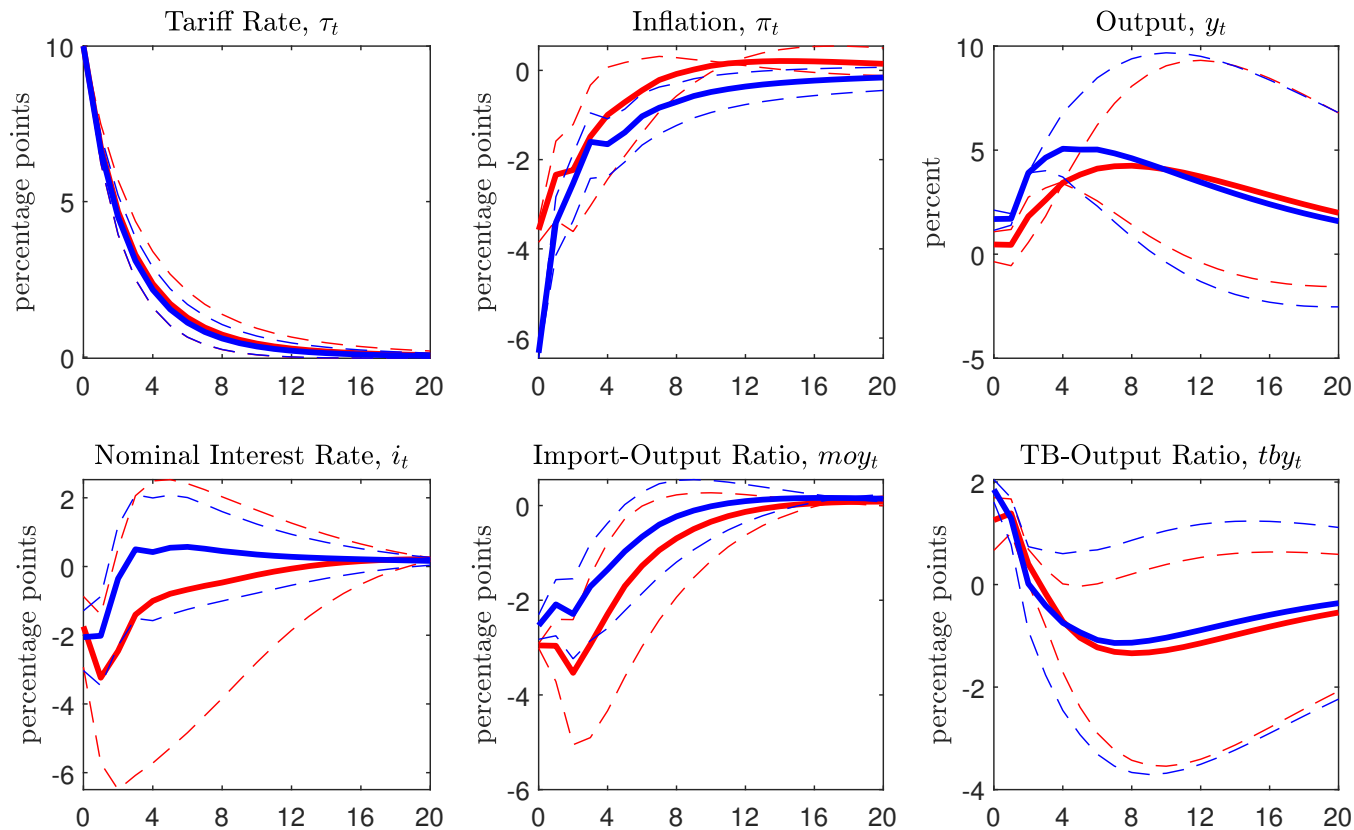 Tariff Rate, τt
Inflation, πt
Output, yt
percentage points
10
5
0
0 4 8 12 16 20
percentage points
0
-2
-4
-6
0 4 8 12 16 20
percent
10
5
0
-5
0 4 8 12 16 20
Nominal Interest Rate, it
Import-Output Ratio, moyt
TB-Output Ratio, tbyt
percentage points
2
0
-2
-4
-6
0 4 8 12 16 20
percentage points
0
-2
-4
-6
0 4 8 12 16 20
percentage points
2
0
-2
-4
0 4 8 12 16 20